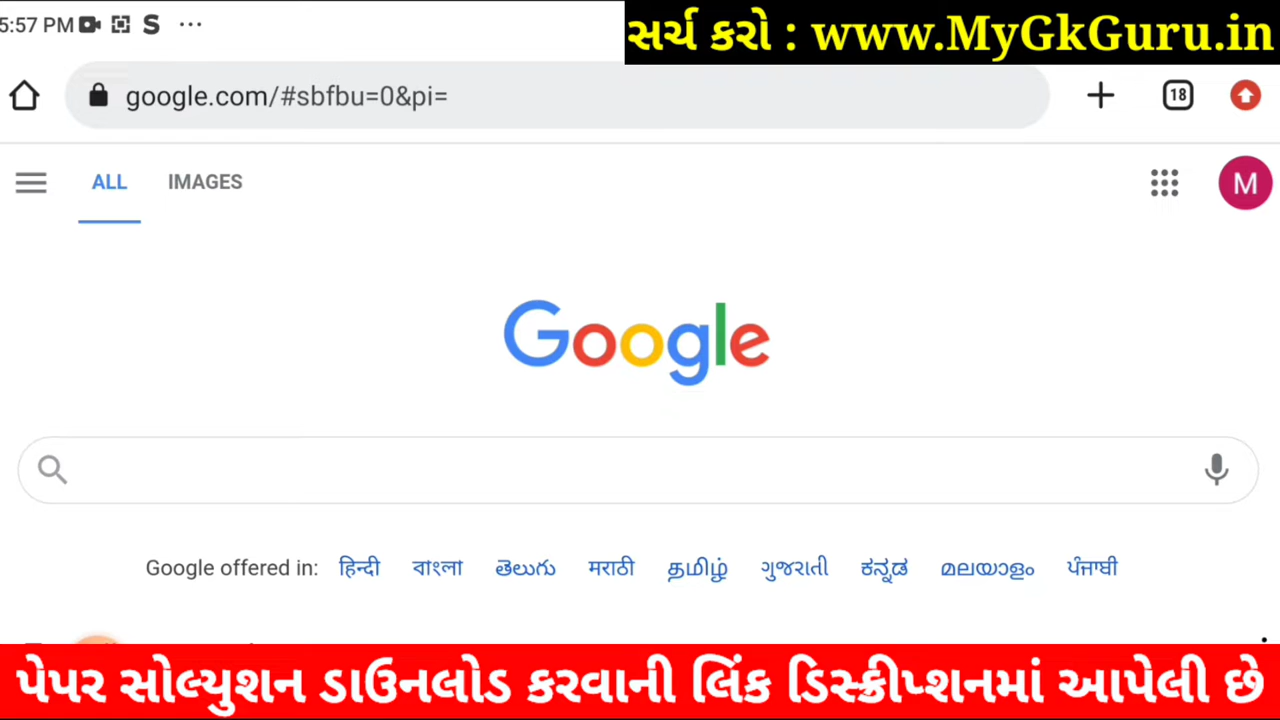 5:57 PM S ...
સર્ચ કરો : www.MyGkGuru.in
google.com/#sbfbu=0&pi=
18
ALL IMAGES
M
Google
Google offered in: हिन्दी বাংলা తెలుగు मराठी தமிழ் ગુજરાતી ಕನ್ನಡ മലയാളം ਪੰਜਾਬੀ
પેપર સોલ્યુશન ડાઉનલોડ કરવાની લિંક ડિસ્ક્રીપ્શનમાં આપેલી છે